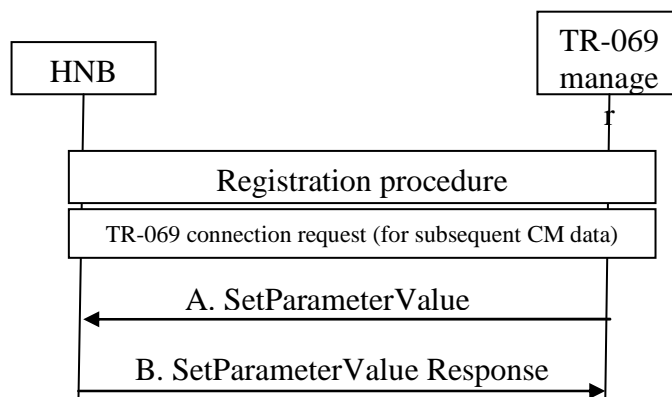 HNB
TR-069
manage
r
Registration procedure
TR-069 connection request (for subsequent CM data)
A. SetParameterValue
B. SetParameterValue Response